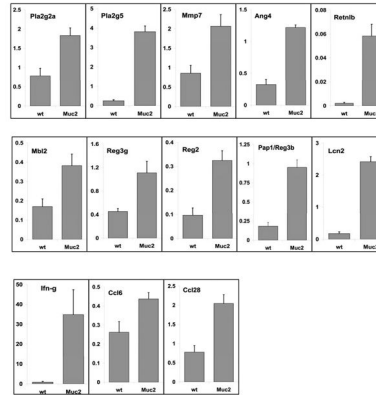 Pla2g2a
2.5
2
1.5
1
0.5
0
wt Muc2
Pla2g5
5
4
3
2
1
0
wt Muc2
Mmp7
2.5
2
1.5
1
0.5
0
wt Muc2
Ang4
1.5
1
0.5
0
wt Muc2
Retnlb
0.08
0.06
0.04
0.02
0
wt Muc2
Mbl2
0.5
0.4
0.3
0.2
0.1
0
wt Muc2
Reg3g
1.6
1.2
0.8
0.4
0
wt Muc2
Reg2
0.4
0.3
0.2
0.1
0
wt Muc2
Pap1/Reg3b
1.25
1
0.75
0.5
0.25
0
wt Muc2
Lcn2
3
2
1
0
wt Muc2
Ifn-g
50
40
30
20
10
0
wt Muc2
Ccl6
0.5
0.4
0.3
0.2
0.1
0
wt Muc2
Ccl28
2.5
2
1.5
1
0.5
0
wt Muc2